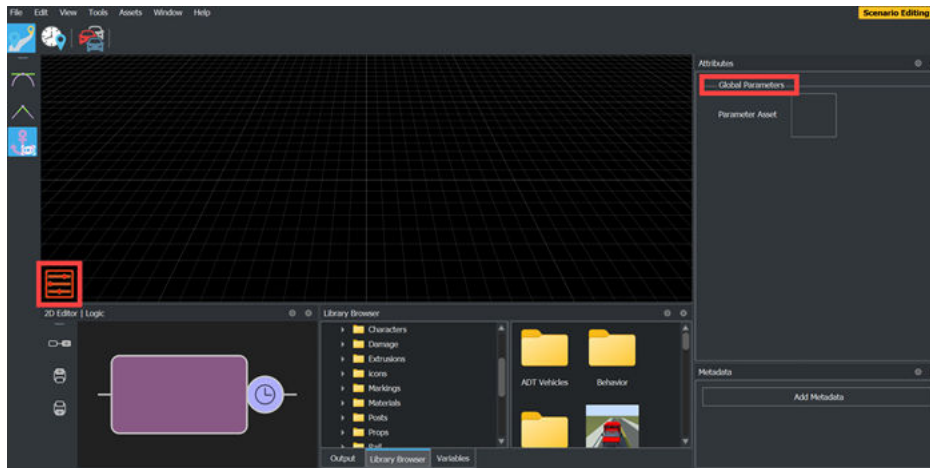 File Edit View Tools Assets Window Help
Scenario Editing
Attributes
Global Parameters
Parameter Asset
2D Editor | Logic
Library Browser
Characters
Damage
Extrusions
Icons
Markings
Materials
Posts
Props
ADT Vehicles Behavior
Metadata
Add Metadata
Output Library Browser Variables